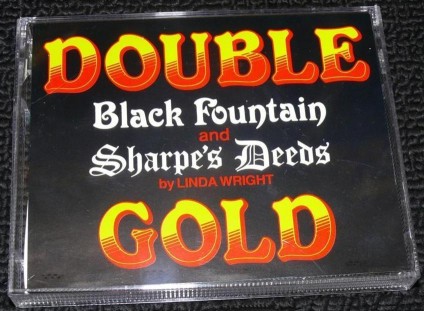 DOUBLE
Black Fountain
and
Sharpe's Deeds
by LINDA WRIGHT
GOLD